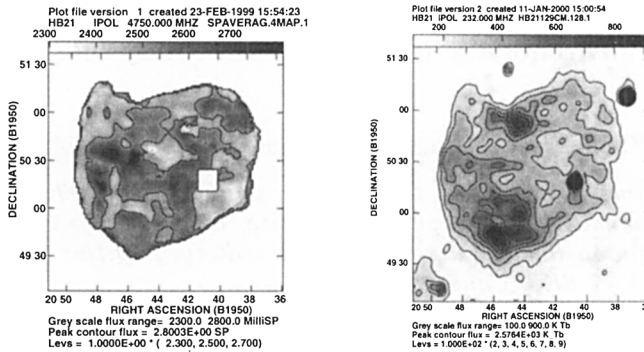 Plot file version 1 created 23-FEB-1999 15:54:23
HB21 IPOL 4750.000 MHZ SPAVERAG.4MAP.1
2300 2400 2500 2600 2700
DECLINATION (B1950)
51 30
00
50 30
00
49 30
20 50 48 46 44 42 40 38 36
RIGHT ASCENSION (B1950)
Grey scale flux range= 2300.0 2800.0 MilliSP
Peak contour flux = 2.8003E+00 SP
Levs = 1.0000E+00 * ( 2.300, 2.500, 2.700)
Plot file version 2 created 11-JAN-2000 15:00:54
HB21 IPOL 232.000 MHZ HB21129CM.128.1
200 400 600 800
DECLINATION (B1950)
51 30
00
50 30
00
49 30
20 50 48 46 44 42 40 38 36
RIGHT ASCENSION (B1950)
Grey scale flux range= 100.0 900.0 K Tb
Peak contour flux = 2.5764E+03 K Tb
Levs = 1.000E+02 * (2, 3, 4, 5, 6, 7, 8, 9)